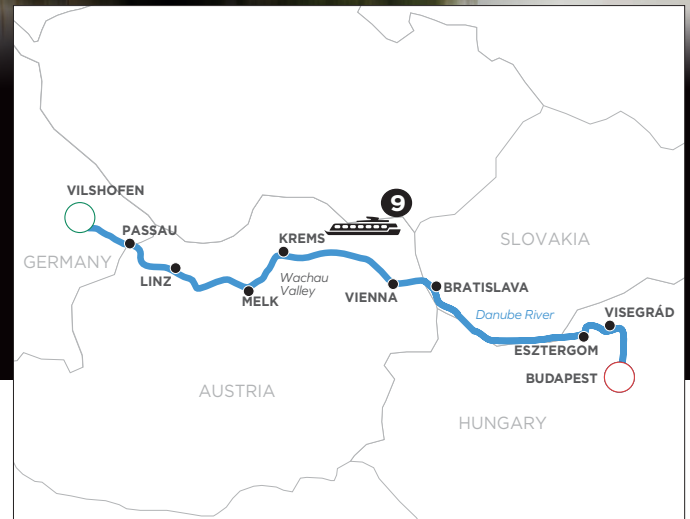 9
VILSHOFEN
PASSAU
KREMS
SLOVAKIA
GERMANY
LINZ
Wachau
Valley
MELK
VIENNA
BRATISLAVA
Danube River
VISEGRÁD
ESZTERGOM
BUDAPEST
AUSTRIA
HUNGARY